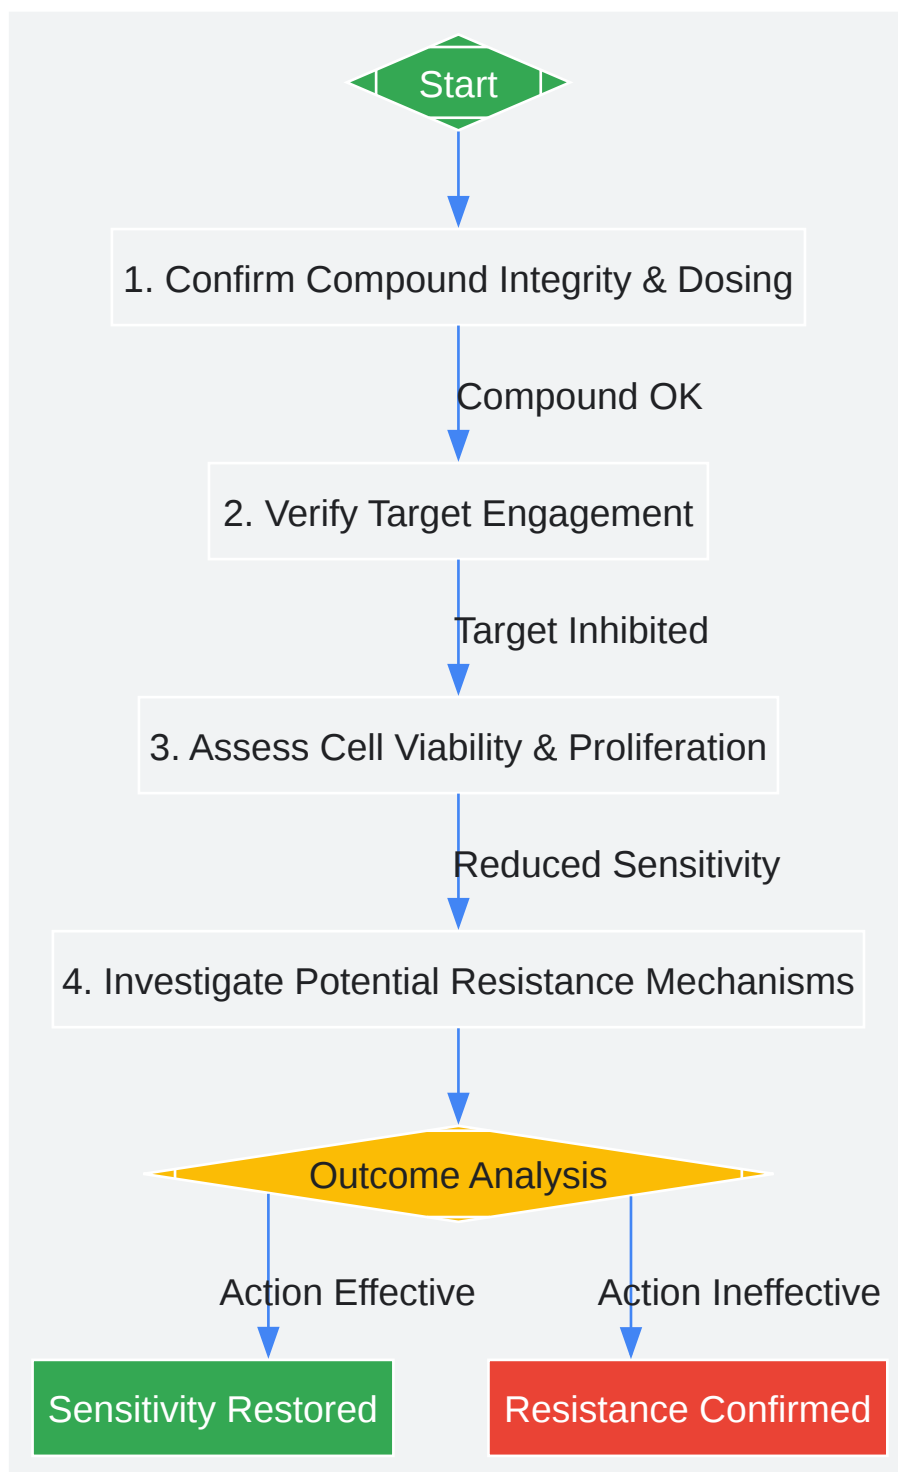 Start
1. Confirm Compound Integrity & Dosing
Compound OK
2. Verify Target Engagement
Target Inhibited
3. Assess Cell Viability & Proliferation
Reduced Sensitivity
4. Investigate Potential Resistance Mechanisms
Outcome Analysis
Action Effective
Action Ineffective
Sensitivity Restored
Resistance Confirmed